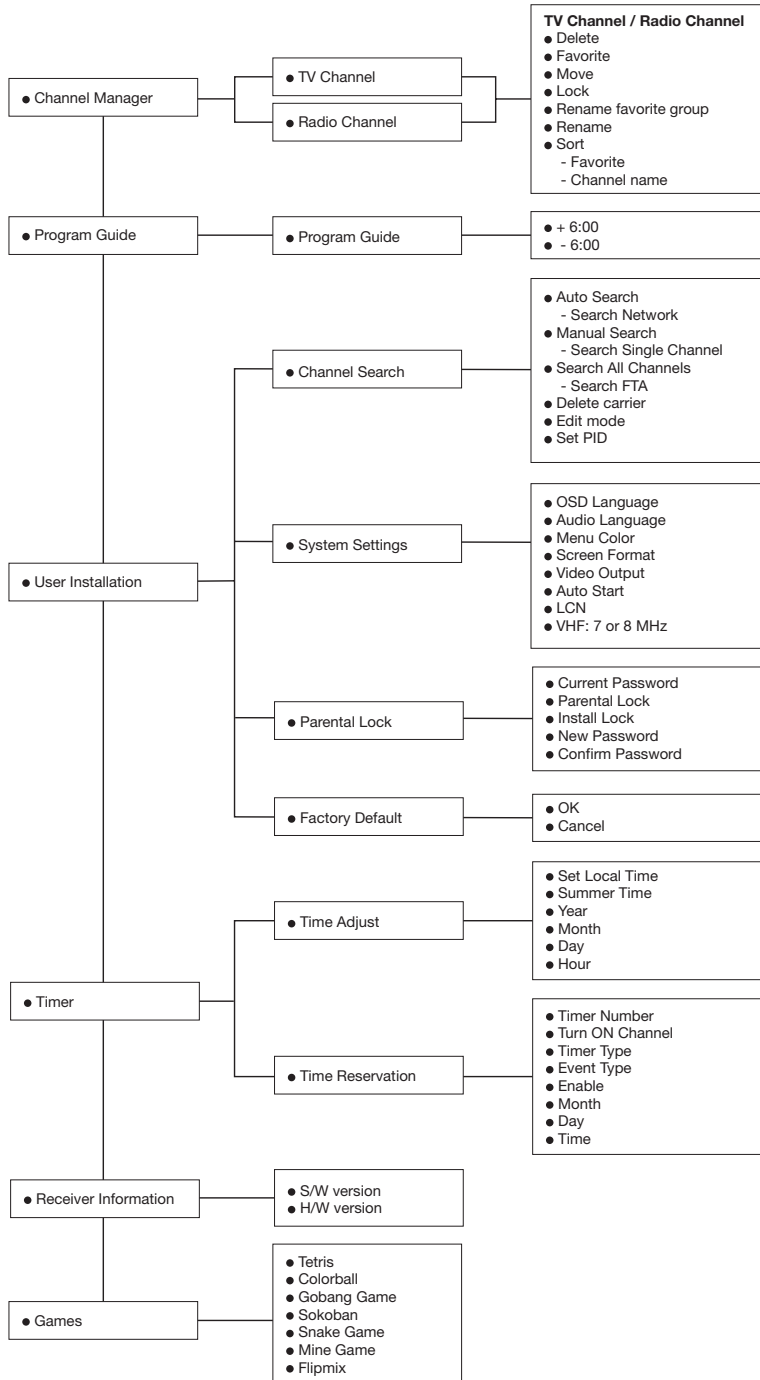 ● Channel Manager
● TV Channel
● Radio Channel
TV Channel / Radio Channel
● Delete
● Favorite
● Move
● Lock
● Rename favorite group
● Rename
● Sort
- Favorite
- Channel name
● Program Guide
● Program Guide
● + 6:00
● - 6:00
● User Installation
● Channel Search
● Auto Search
- Search Network
● Manual Search
- Search Single Channel
● Search All Channels
- Search FTA
● Delete carrier
● Edit mode
● Set PID
● System Settings
● OSD Language
● Audio Language
● Menu Color
● Screen Format
● Video Output
● Auto Start
● LCN
● VHF: 7 or 8 MHz
● Parental Lock
● Current Password
● Parental Lock
● Install Lock
● New Password
● Confirm Password
● Factory Default
● OK
● Cancel
● Timer
● Time Adjust
● Set Local Time
● Summer Time
● Year
● Month
● Day
● Hour
● Time Reservation
● Timer Number
● Turn ON Channel
● Timer Type
● Event Type
● Enable
● Month
● Day
● Time
● Receiver Information
● S/W version
● H/W version
● Games
● Tetris
● Colorball
● Gobang Game
● Sokoban
● Snake Game
● Mine Game
● Flipmix